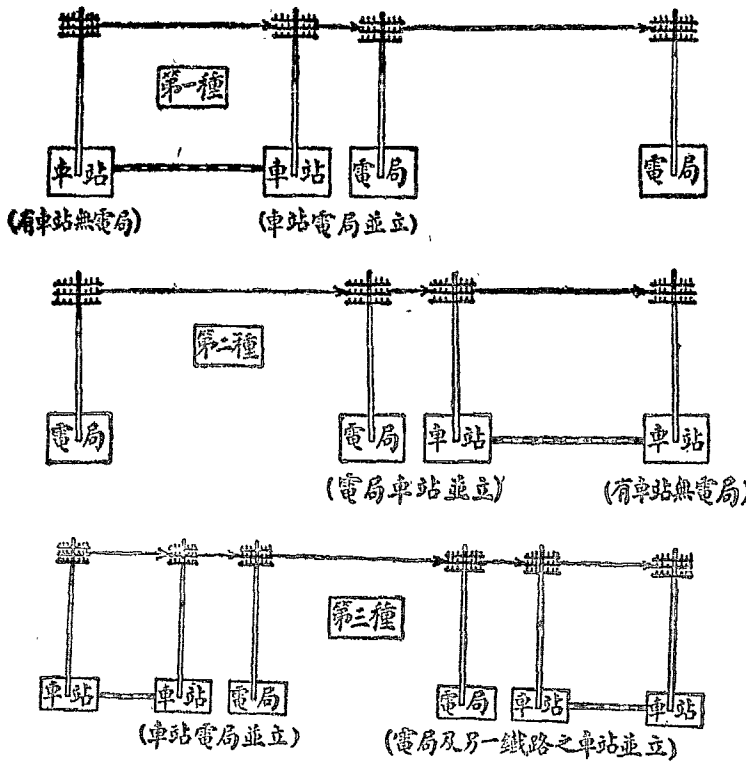 第一種
車站 車站 電局 電局
(有車站無電局) (車站電局並立)
第二種
電局 電局 車站 車站
(電局車站並立) (有車站無電局)
第三種
車站 車站 電局 電局 車站 車站
(車站電局並立) (電局及另一鐵路之車站並立)